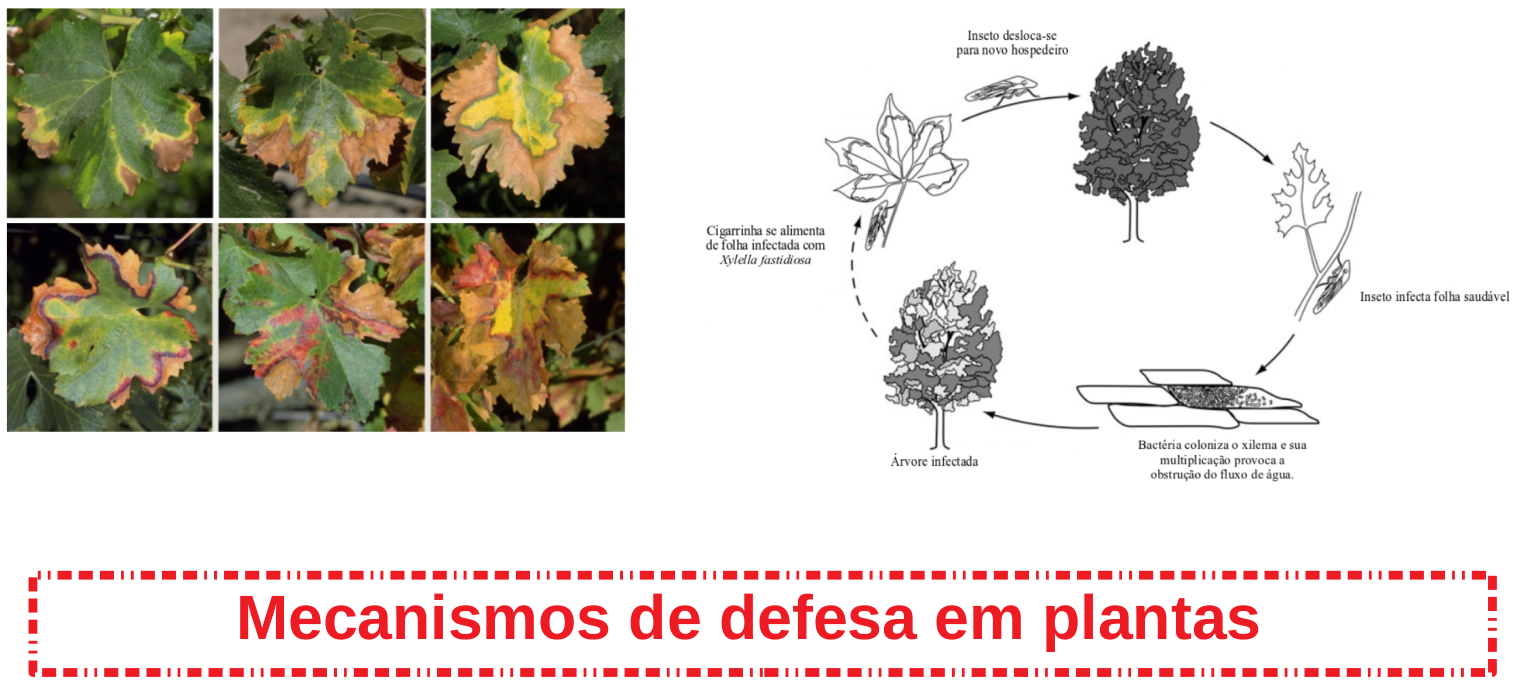 Inseto desloca-se
para novo hospedeiro
Cigarrinha se alimenta
de folha infectada com
Xylella fastidiosa
Inseto infecta folha saudável
Bactéria coloniza o xilema e sua
multiplicação provoca a
obstrução do fluxo de água.
Árvore infectada
Mecanismos de defesa em plantas